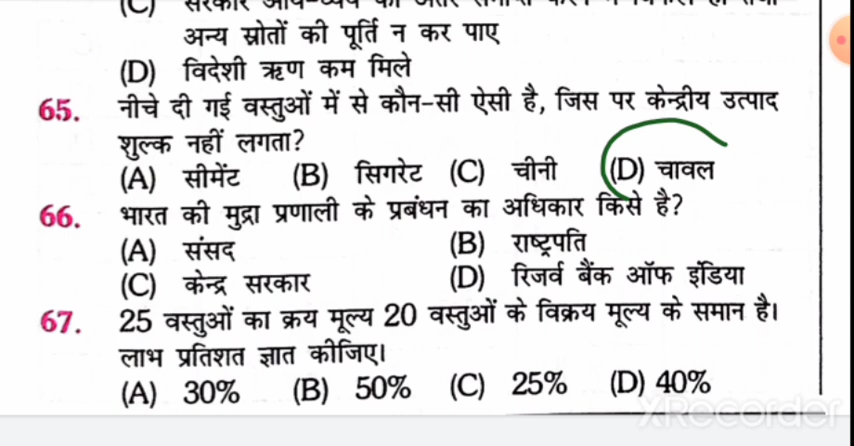 (C)
अन्य स्रोतों की पूर्ति न कर पाए
(D) विदेशी ऋण कम मिले
65. नीचे दी गई वस्तुओं में से कौन-सी ऐसी है, जिस पर केन्द्रीय उत्पाद
शुल्क नहीं लगता?
(A) सीमेंट (B) सिगरेट (C) चीनी (D) चावल
66. भारत की मुद्रा प्रणाली के प्रबंधन का अधिकार किसे है?
(A) संसद (B) राष्ट्रपति
(C) केन्द्र सरकार (D) रिजर्व बैंक ऑफ इंडिया
67. 25 वस्तुओं का क्रय मूल्य 20 वस्तुओं के विक्रय मूल्य के समान है।
लाभ प्रतिशत ज्ञात कीजिए।
(A) 30% (B) 50% (C) 25% (D) 40%
XRecorder